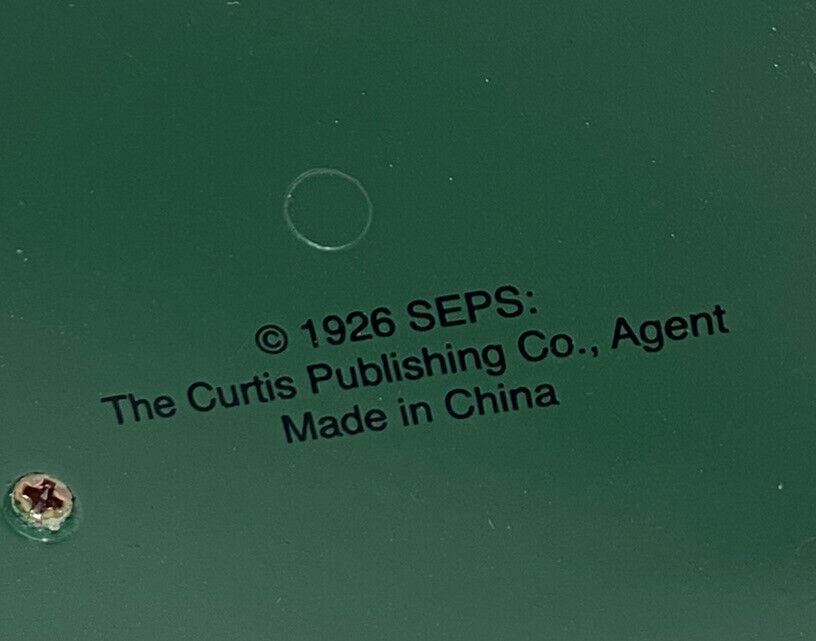 © 1926 SEPS:
The Curtis Publishing Co., Agent
Made in China